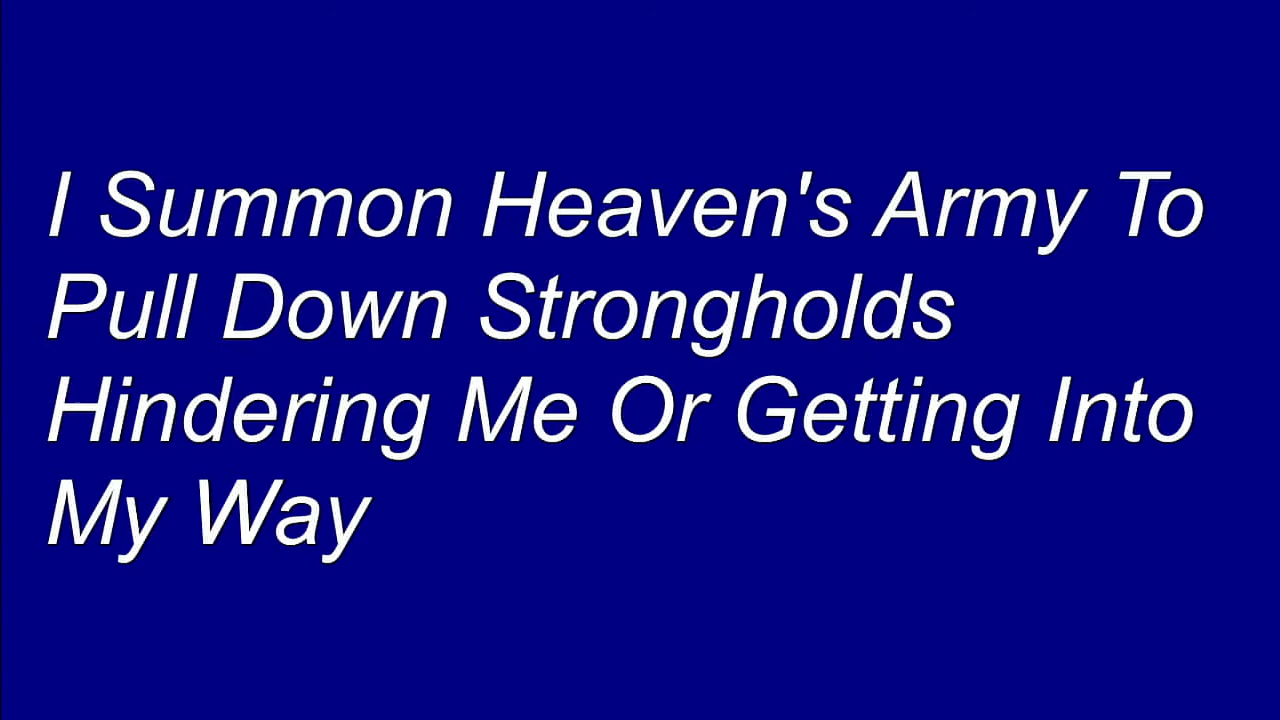 I Summon Heaven's Army To
Pull Down Strongholds
Hindering Me Or Getting Into
My Way